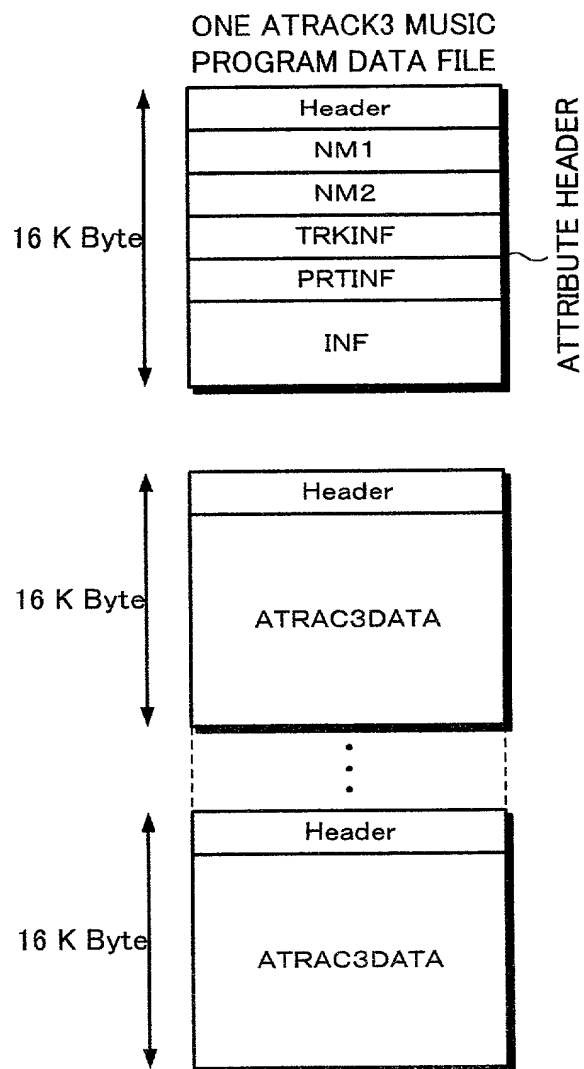 ONE ATRACK3 MUSIC
PROGRAM DATA FILE
Header
NM1
NM2
TRKINF
PRTINF
INF
16 K Byte
ATTRIBUTE HEADER
Header
ATRAC3DATA
16 K Byte
Header
ATRAC3DATA
16 K Byte